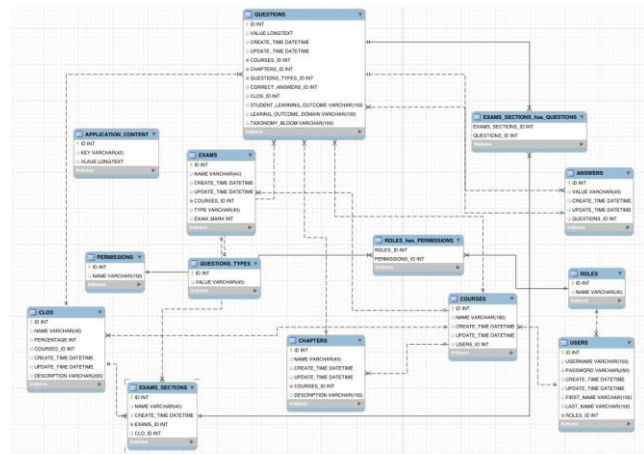 QUESTIONS
ID INT
VALUE LONGTEXT
CREATE_TIME DATETIME
UPDATE_TIME DATETIME
COURSES_ID INT
CHAPTERS_ID INT
QUESTIONS_TYPES_ID INT
CORRECT_ANSWERS_ID INT
CLOS_ID INT
STUDENT_LEARNING_OUTCOME VARCHAR(100)
LEARING_OUTCOME_DOMAIN VARCHAR(100)
TAXONOMY_BLOOM VARCHAR(100)
Indexes
EXAMS_SECTIONS_has_QUESTIONS
EXAMS_SECTIONS_ID INT
QUESTIONS_ID INT
Indexes
APPLICATION_CONTENT
ID INT
KEY VARCHAR(45)
VLAUE LONGTEXT
Indexes
EXAMS
ID INT
NAME VARCHAR(45)
CREATE_TIME DATETIME
UPDATE_TIME DATETIME
COURSES_ID INT
TYPE VARCHAR(45)
EXAM_MARK INT
Indexes
ANSWERS
ID INT
VALUE VARCHAR(45)
CREATE_TIME DATETIME
UPDATE_TIME DATETIME
QUESTIONS_ID INT
Indexes
PERMISSIONS
ID INT
NAME VARCHAR(150)
Indexes
QUESTIONS_TYPES
ID INT
VALUE VARCHAR(45)
Indexes
ROLES_has_PERMISSIONS
ROLES_ID INT
PERMISSIONS_ID INT
Indexes
ROLES
ID INT
NAME VARCHAR(45)
Indexes
CLOS
ID INT
NAME VARCHAR(45)
PERCENTAGE INT
COURSES_ID INT
CREATE_TIME DATETIME
UPDATE_TIME DATETIME
DESCRIPTION VARCHAR(200)
Indexes
CHAPTERS
ID INT
NAME VARCHAR(45)
CREATE_TIME DATETIME
UPDATE_TIME DATETIME
COURSES_ID INT
DESCRIPTION VARCHAR(100)
Indexes
COURSES
ID INT
NAME VARCHAR(160)
CREATE_TIME DATETIME
UPDATE_TIME DATETIME
USERS_ID INT
Indexes
USERS
ID INT
USERNAME VARCHAR(100)
PASSWORD VARCHAR(250)
CREATE_TIME DATETIME
UPDATE_TIME DATETIME
FIRST_NAME VARCHAR(150)
LAST_NAME VARCHAR(150)
ROLES_ID INT
Indexes
EXAMS_SECTIONS
ID INT
NAME VARCHAR(45)
CREATE_TIME DATETIME
EXAMS_ID INT
CLO_ID INT
Indexes